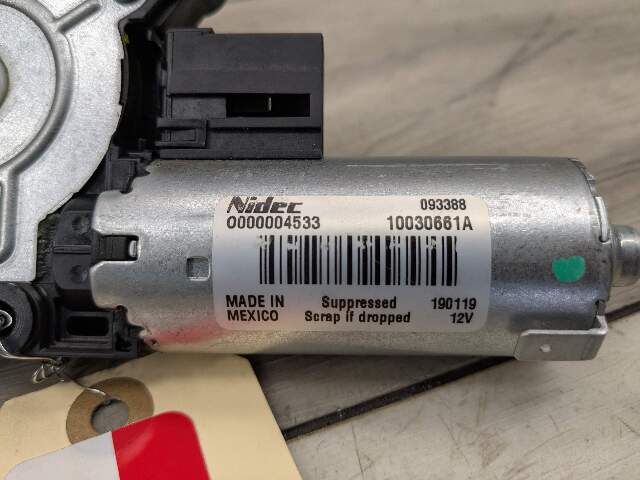 Nidec 093388
0000004533 10030661A
MADE IN Suppressed 190119
MEXICO Scrap if dropped 12V